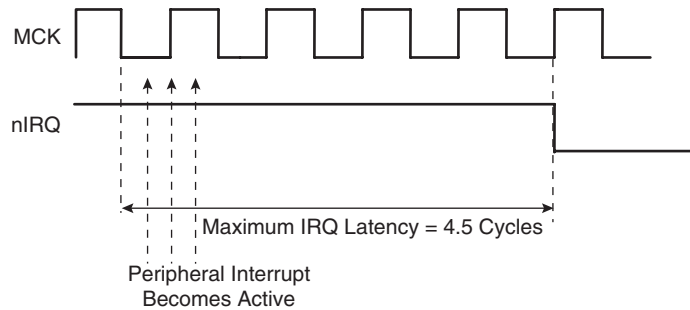 MCK
nIRQ
Maximum IRQ Latency = 4.5 Cycles
Peripheral Interrupt
Becomes Active